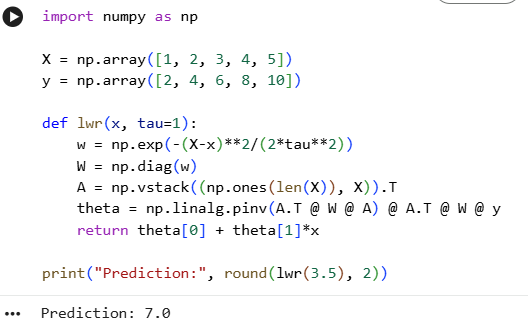 import numpy as np
X = np.array([1, 2, 3, 4, 5])
y = np.array([2, 4, 6, 8, 10])
def lwr(x, tau=1):
    w = np.exp(-(X-x)**2/(2*tau**2))
    W = np.diag(w)
    A = np.vstack((np.ones(len(X)), X)).T
    theta = np.linalg.pinv(A.T @ W @ A) @ A.T @ W @ y
    return theta[0] + theta[1]*x
print("Prediction:", round(lwr(3.5), 2))
Prediction: 7.0